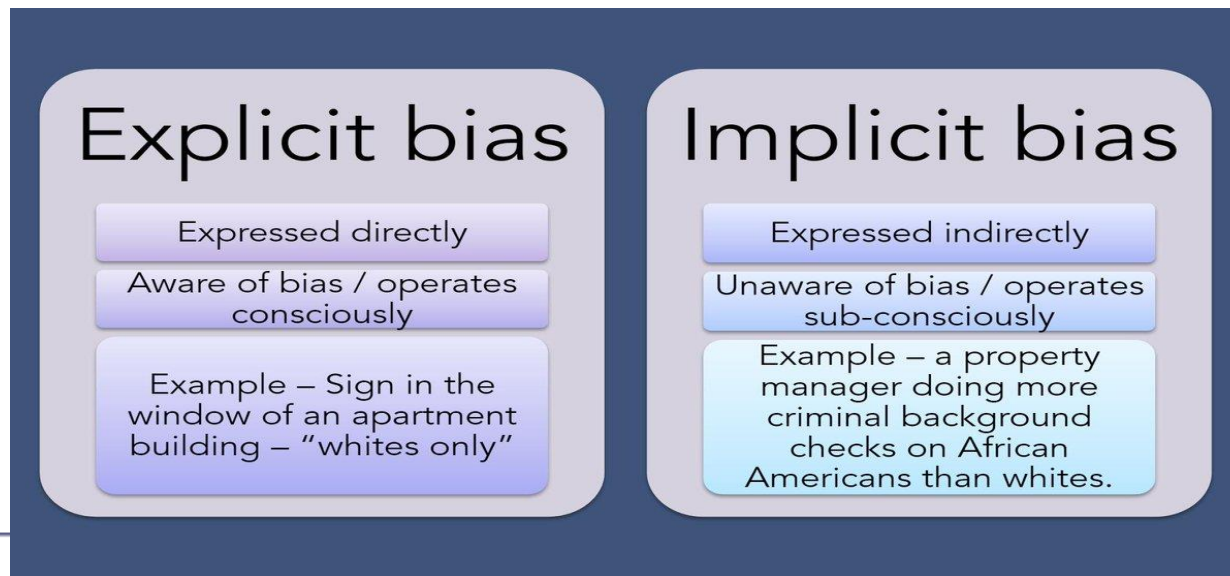 Explicit bias
Expressed directly
Aware of bias / operates
consciously
Example – Sign in the
window of an apartment
building – “whites only”
Implicit bias
Expressed indirectly
Unaware of bias / operates
sub-consciously
Example – a property
manager doing more
criminal background
checks on African
Americans than whites.